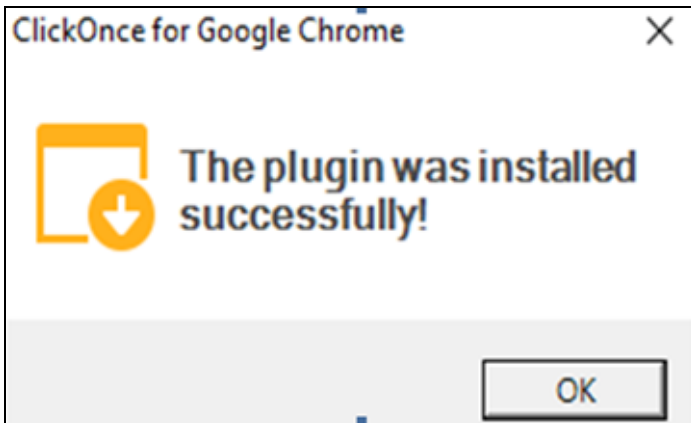 ClickOnce for Google Chrome
The plugin was installed
successfully!
OK